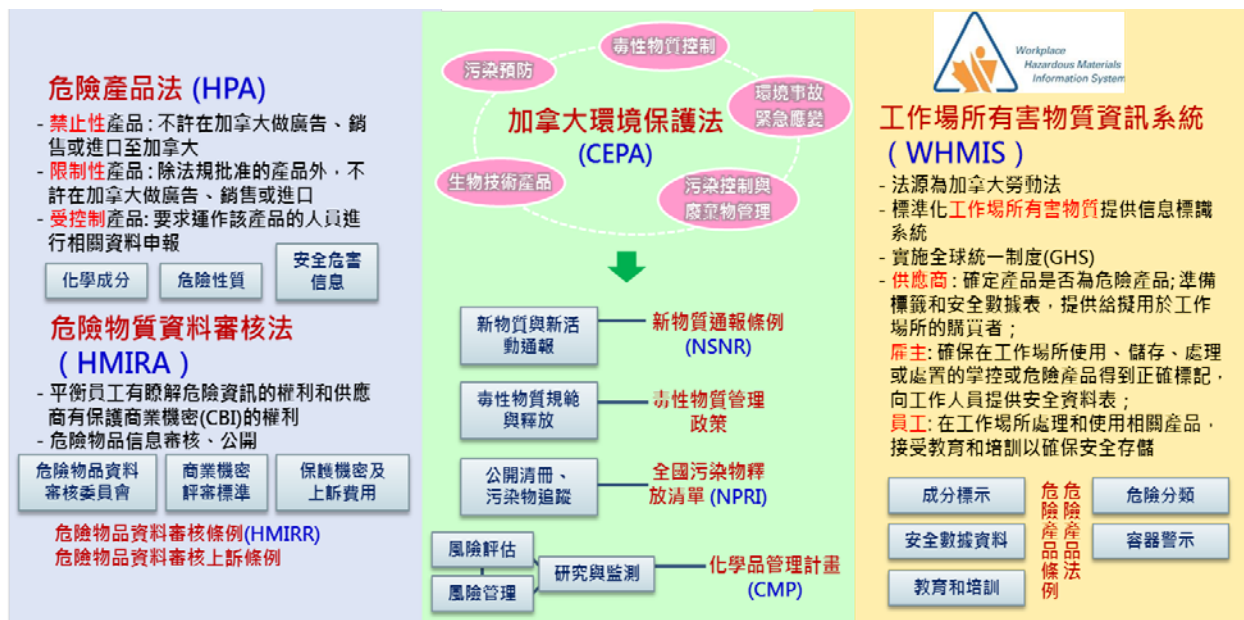 危險產品法 (HPA)
- 禁止性產品 : 不許在加拿大做廣告、銷
售或進口至加拿大
- 限制性產品 : 除法規批准的產品外，不
許在加拿大做廣告、銷售或進口
- 受控制產品 : 要求運作該產品的人員進
行相關資料申報
化學成分
危險性質
安全危害
信息
危險物質資料審核法
（HMIRA）
- 平衡員工有瞭解危險資訊的權利和供應
商有保護商業機密(CBI)的權利
- 危險物品信息審核、公開
危險物品資料
審核委員會
商業機密
評審標準
保護機密及
上訴費用
危險物品資料審核條例(HMIRR)
危險物品資料審核上訴條例
毒性物質控制
污染預防
環境事故
緊急應變
加拿大環境保護法
(CEPA)
生物技術產品
污染控制與
廢棄物管理
新物質與新活
動通報
新物質通報條例
(NSNR)
毒性物質規範
與釋放
毒性物質管理
政策
公開清冊、
污染物追蹤
全國污染物釋
放清單 (NPRI)
風險評估
風險管理
研究與監測
化學品管理計畫
(CMP)
Workplace
Hazardous Materials
Information System
工作場所有害物質資訊系統
（WHMIS）
- 法源為加拿大勞動法
- 標準化工作場所有害物質提供信息標識
系統
- 實施全球統一制度(GHS)
- 供應商 : 確定產品是否為危險產品; 準備
標籤和安全數據表，提供給擬用於工作
場所的購買者；
雇主: 確保在工作場所使用、儲存、處理
或處置的掌控或危險產品得到正確標記，
向工作人員提供安全資料表；
員工: 在工作場所處理和使用相關產品，
接受教育和培訓以確保安全存儲
成分標示
安全數據資料
教育和培訓
危險產品法
危險產品條例
危險分類
容器警示